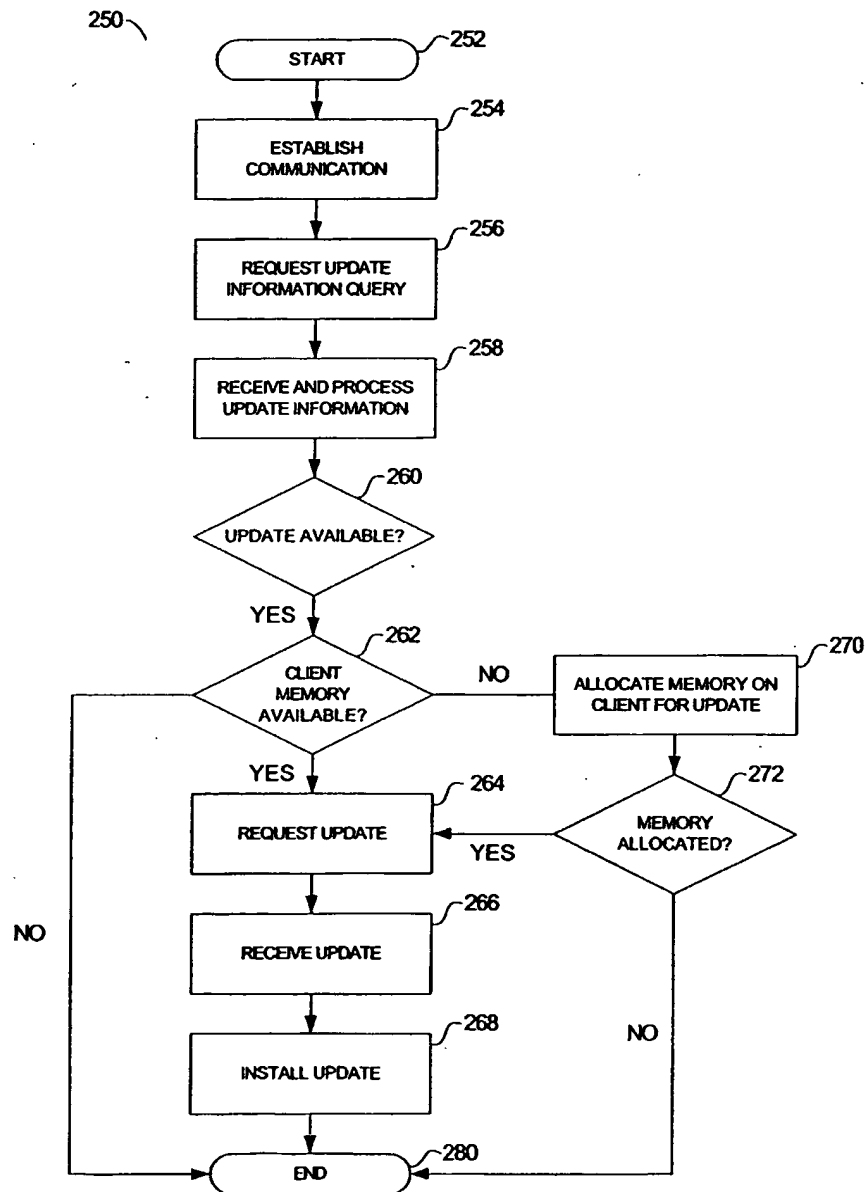 250
START
252
254
ESTABLISH
COMMUNICATION
256
REQUEST UPDATE
INFORMATION QUERY
258
RECEIVE AND PROCESS
UPDATE INFORMATION
260
UPDATE AVAILABLE?
YES
262
CLIENT
MEMORY
AVAILABLE?
NO
270
ALLOCATE MEMORY ON
CLIENT FOR UPDATE
YES
264
REQUEST UPDATE
272
MEMORY
ALLOCATED?
YES
266
RECEIVE UPDATE
NO
268
INSTALL UPDATE
NO
280
END